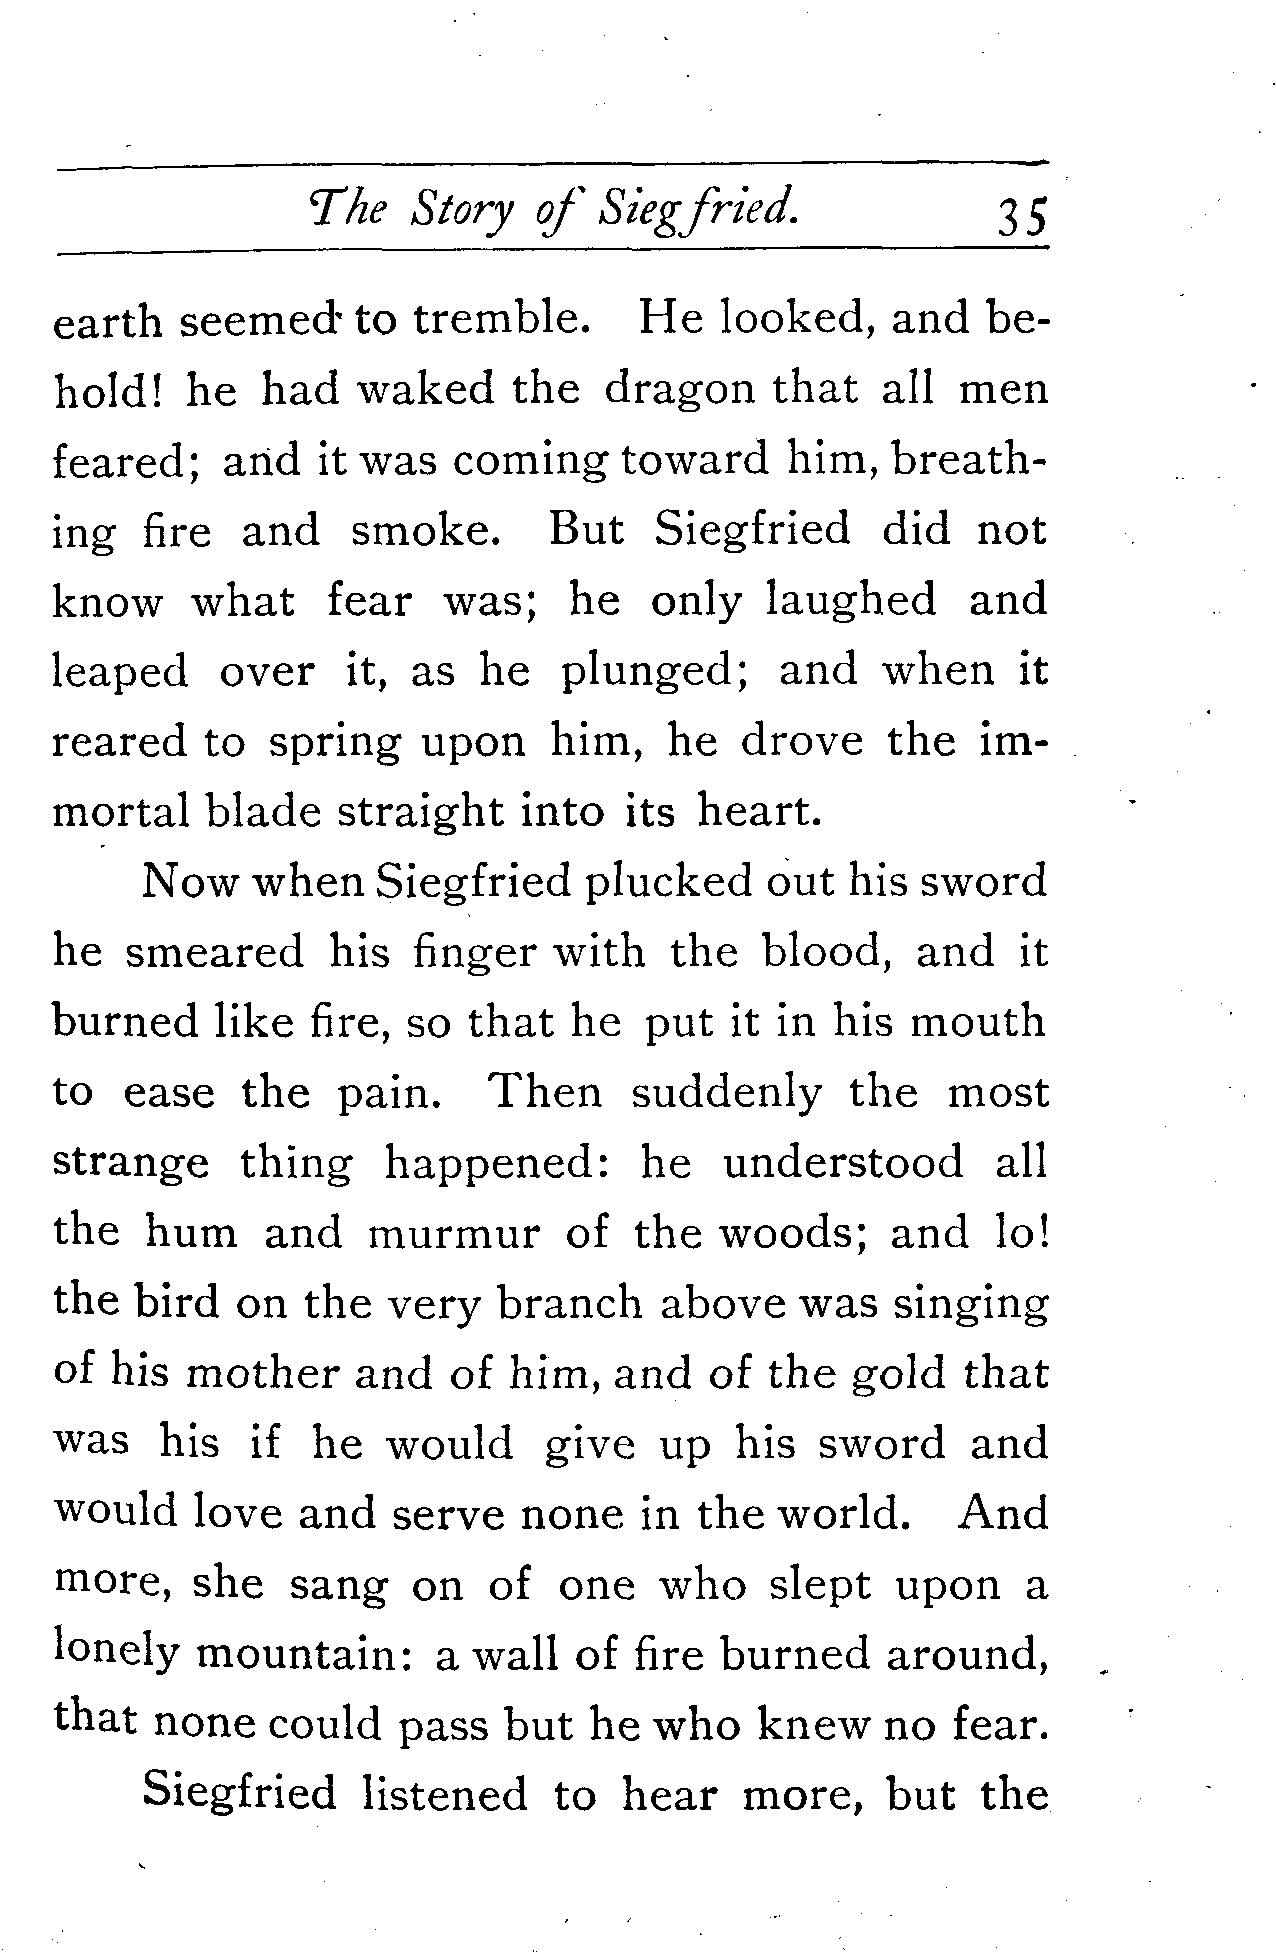 The Story of Siegfried. 35
earth seemed to tremble. He looked, and be-
hold! he had waked the dragon that all men
feared; and it was coming toward him, breath-
ing fire and smoke. But Siegfried did not
know what fear was; he only laughed and
leaped over it, as he plunged; and when it
reared to spring upon him, he drove the im-
mortal blade straight into its heart.
Now when Siegfried plucked out his sword
he smeared his finger with the blood, and it
burned like fire, so that he put it in his mouth
to ease the pain. Then suddenly the most
strange thing happened: he understood all
the hum and murmur of the woods; and lo!
the bird on the very branch above was singing
of his mother and of him, and of the gold that
was his if he would give up his sword and
would love and serve none in the world. And
more, she sang on of one who slept upon a
lonely mountain: a wall of fire burned around,
that none could pass but he who knew no fear.
Siegfried listened to hear more, but the